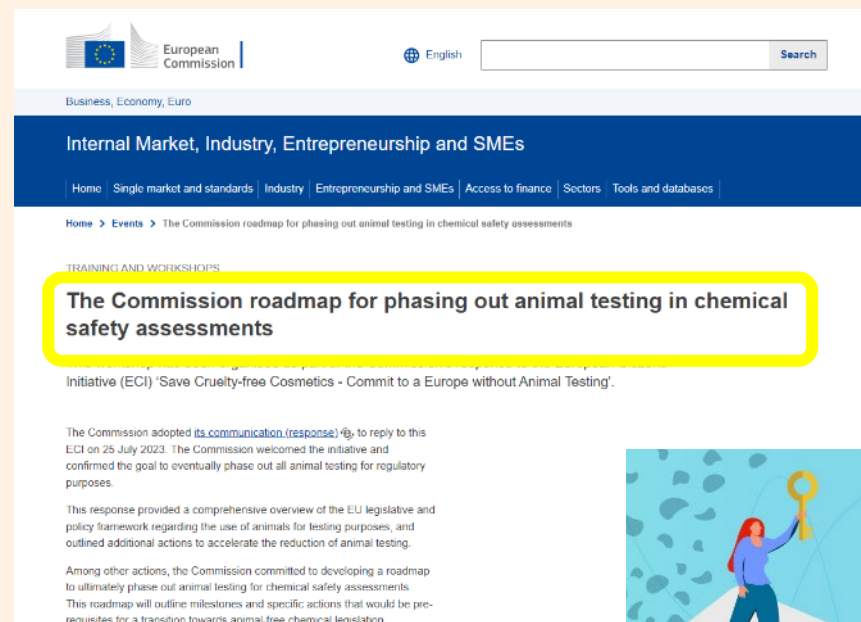 European
Commission
English
Search
Business, Economy, Euro
Internal Market, Industry, Entrepreneurship and SMEs
Home Single market and standards Industry Entrepreneurship and SMEs Access to finance Sectors Tools and databases
Home > Events > The Commission roadmap for phasing out animal testing in chemical safety assessments
TRAINING AND WORKSHOPS
The Commission roadmap for phasing out animal testing in chemical
safety assessments
Initiative (ECI) 'Save Cruelty-free Cosmetics - Commit to a Europe without Animal Testing'.
The Commission adopted its communication (response) to reply to this
ECI on 25 July 2023. The Commission welcomed the initiative and
confirmed the goal to eventually phase out all animal testing for regulatory
purposes.
This response provided a comprehensive overview of the EU legislative and
policy framework regarding the use of animals for testing purposes, and
outlined additional actions to accelerate the reduction of animal testing.
Among other actions, the Commission committed to developing a roadmap
to ultimately phase out animal testing for chemical safety assessments
This roadmap will outline milestones and specific actions that would be pre-
requisites for a transition towards animal-free chemical legislation